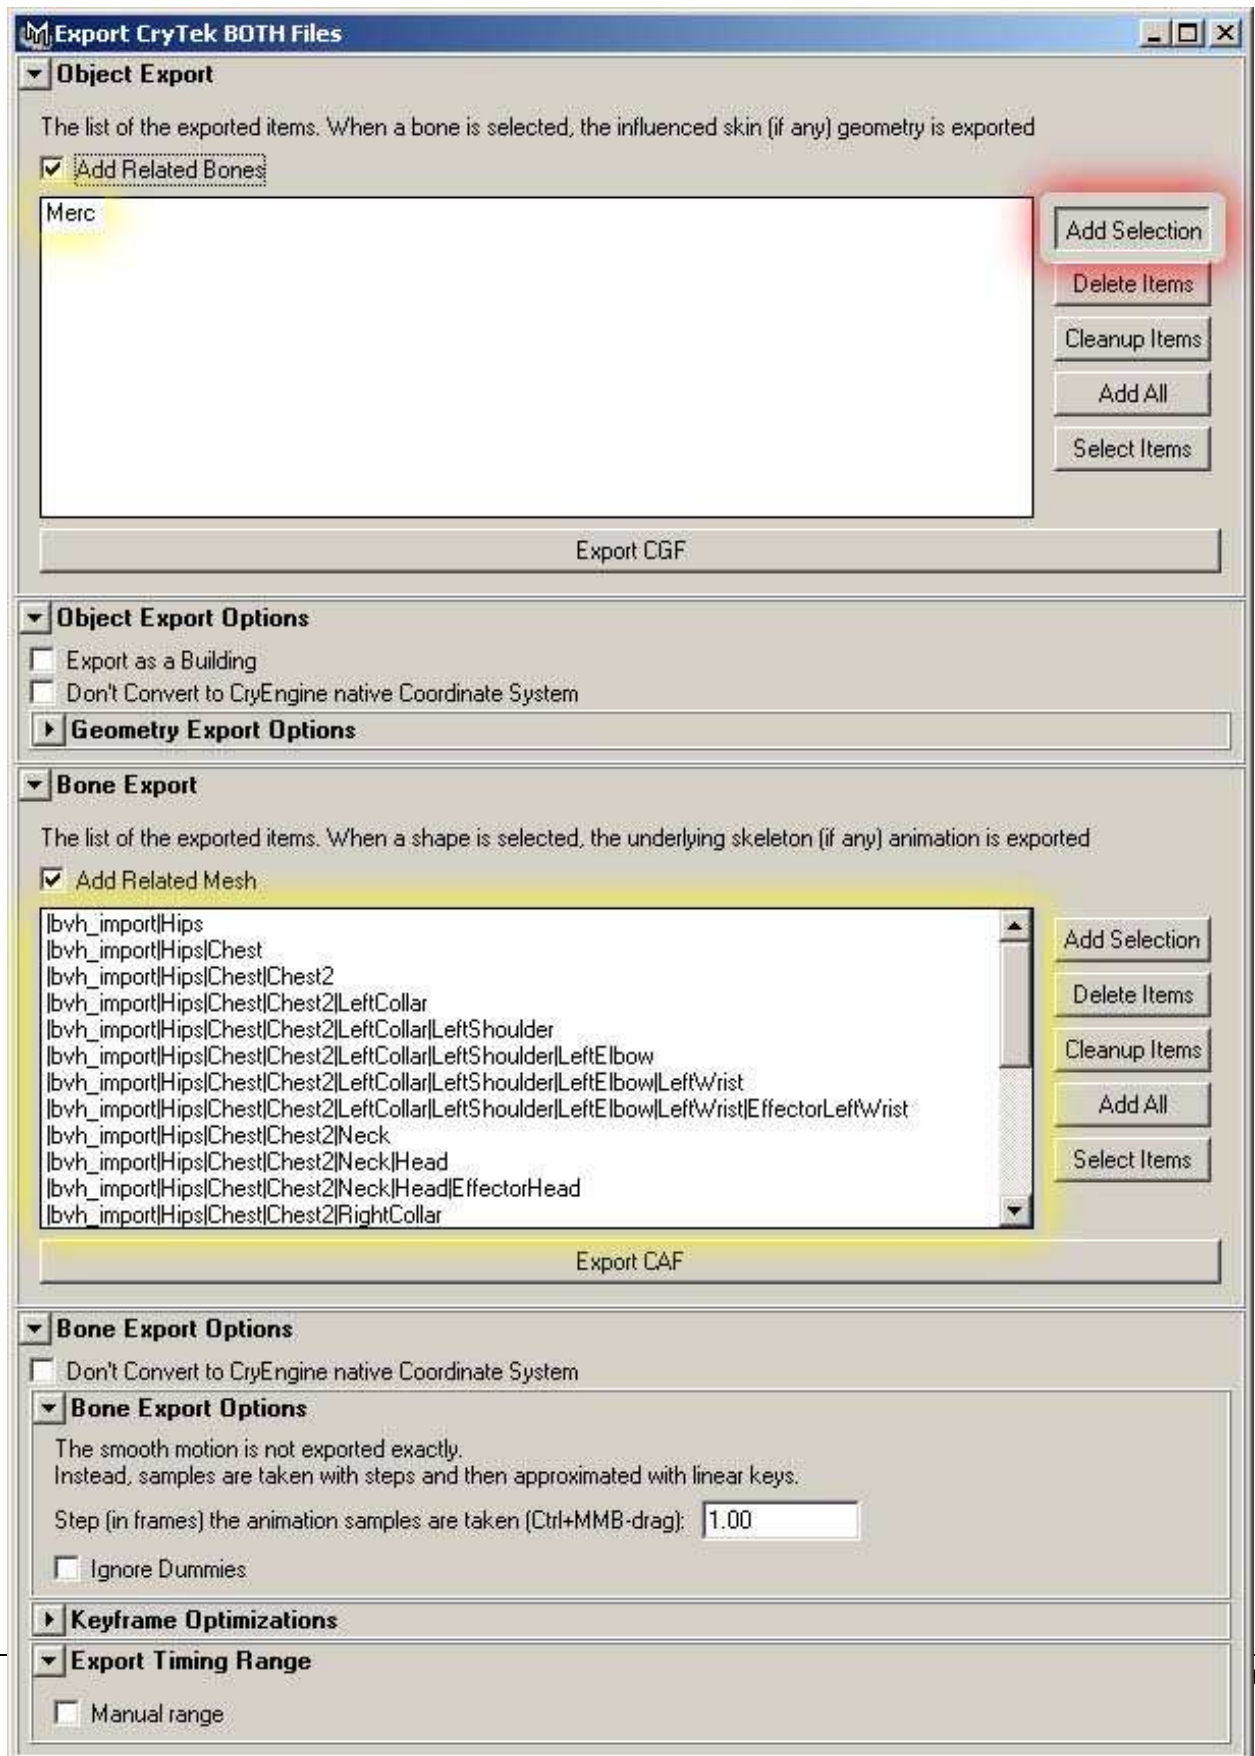 Export CryTek BOTH Files
Object Export
The list of the exported items. When a bone is selected, the influenced skin (if any) geometry is exported
Add Related Bones
Merc
Add Selection
Delete Items
Cleanup Items
Add All
Select Items
Export CGF
Object Export Options
Export as a Building
Don't Convert to CryEngine native Coordinate System
Geometry Export Options
Bone Export
The list of the exported items. When a shape is selected, the underlying skeleton (if any) animation is exported
Add Related Mesh
|bvh_import|Hips
|bvh_import|Hips|Chest
|bvh_import|Hips|Chest|Chest2
|bvh_import|Hips|Chest|Chest2|LeftCollar
|bvh_import|Hips|Chest|Chest2|LeftCollar|LeftShoulder
|bvh_import|Hips|Chest|Chest2|LeftCollar|LeftShoulder|LeftElbow
|bvh_import|Hips|Chest|Chest2|LeftCollar|LeftShoulder|LeftElbow|LeftWrist
|bvh_import|Hips|Chest|Chest2|LeftCollar|LeftShoulder|LeftElbow|LeftWrist|EffectorLeftWrist
|bvh_import|Hips|Chest|Chest2|Neck
|bvh_import|Hips|Chest|Chest2|Neck|Head
|bvh_import|Hips|Chest|Chest2|Neck|Head|EffectorHead
|bvh_import|Hips|Chest|Chest2|RightCollar
Add Selection
Delete Items
Cleanup Items
Add All
Select Items
Export CAF
Bone Export Options
Don't Convert to CryEngine native Coordinate System
Bone Export Options
The smooth motion is not exported exactly.
Instead, samples are taken with steps and then approximated with linear keys.
Step (in frames) the animation samples are taken (Ctrl+MMB-drag): 1.00
Ignore Dummies
Keyframe Optimizations
Export Timing Range
Manual range